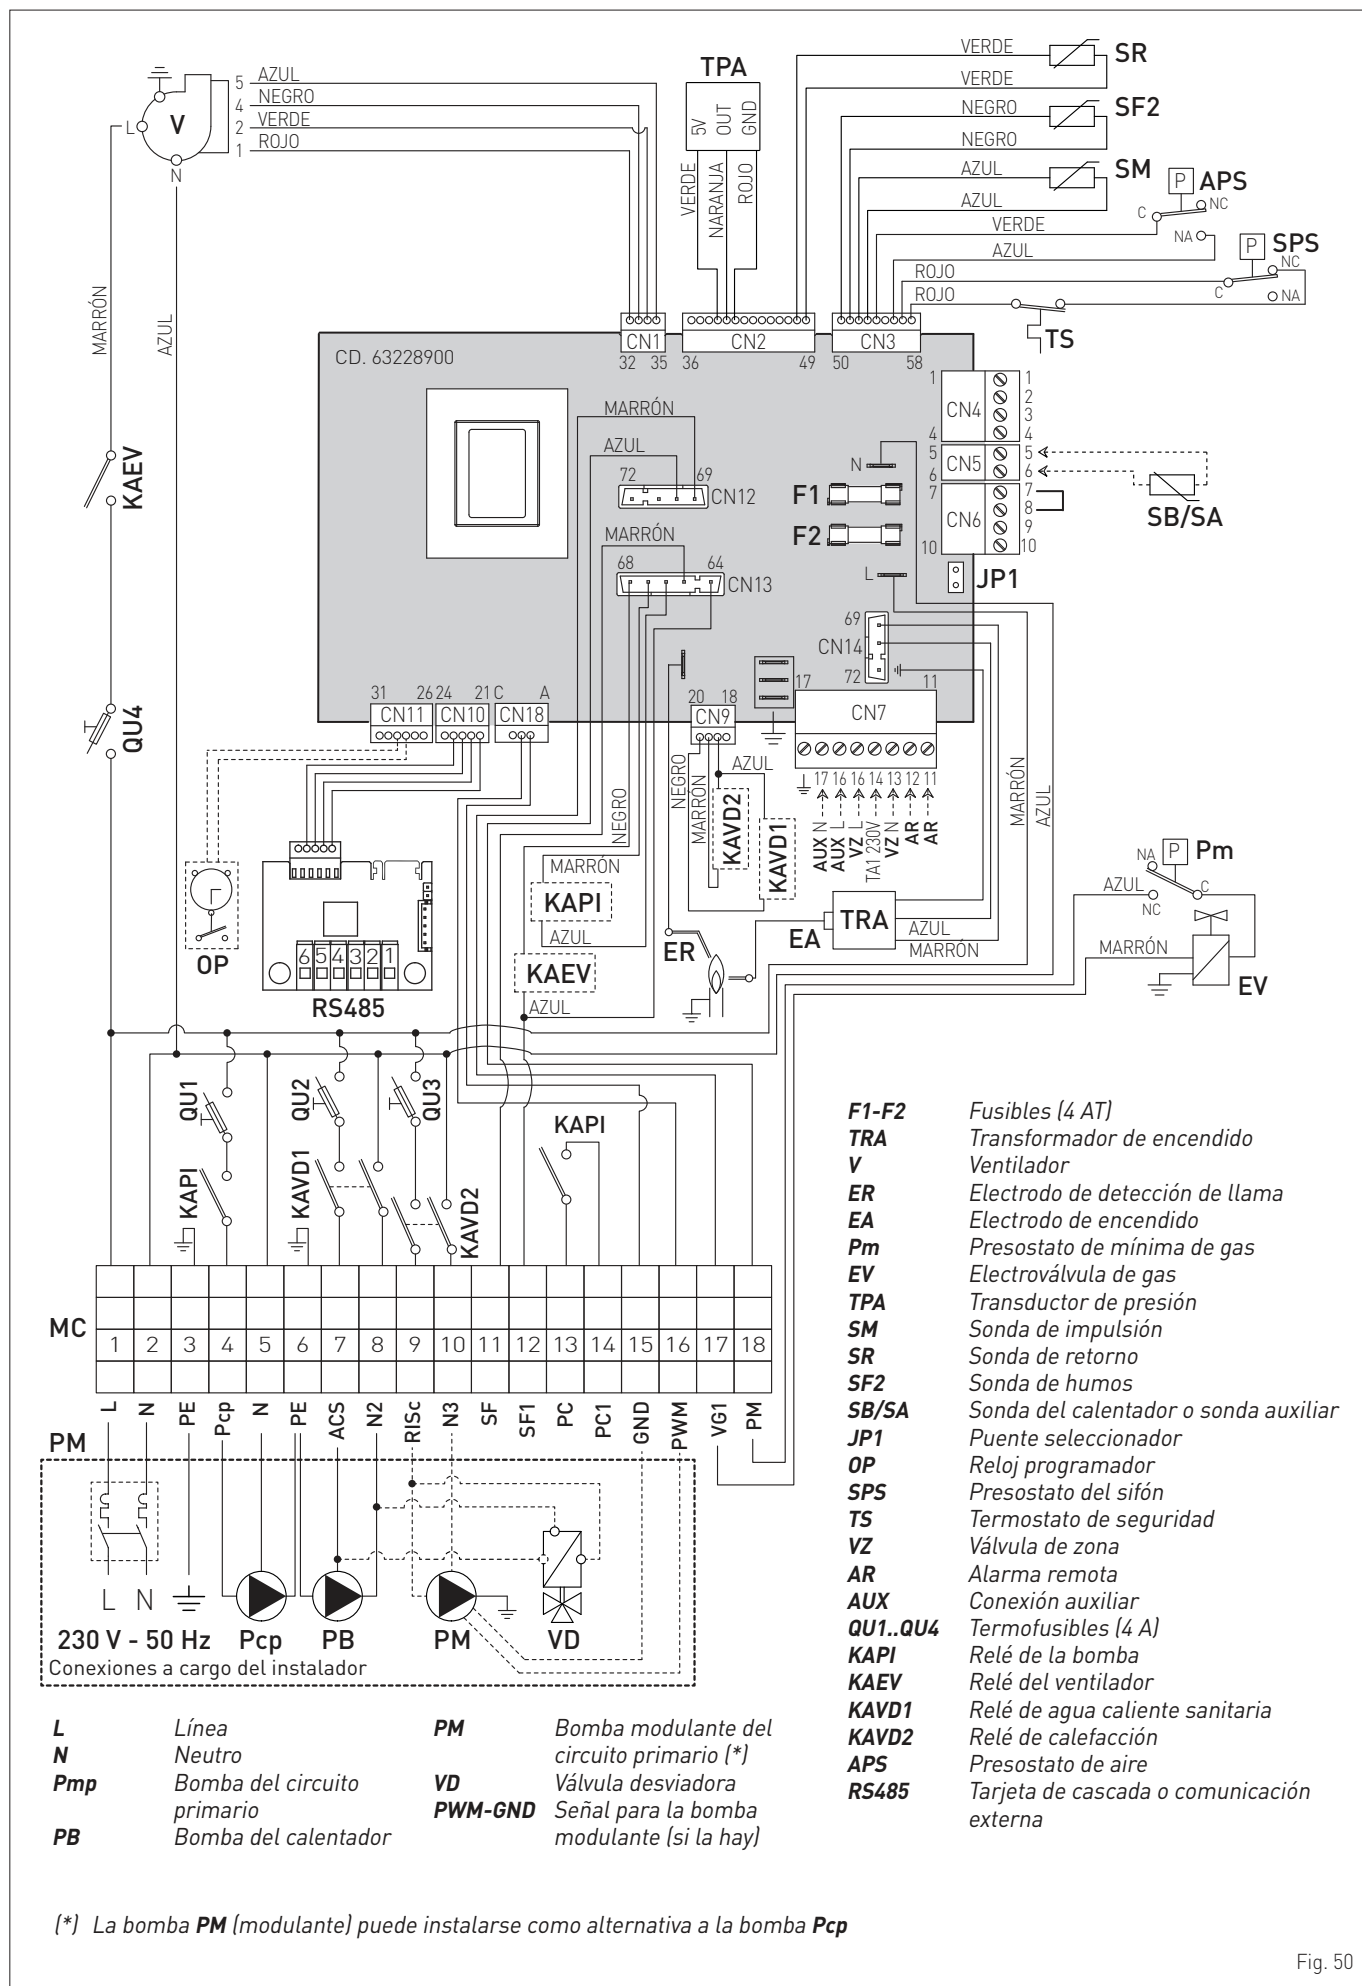 VERDE
SR
TPA
VERDE
5 AZUL
4 NEGRO
2 VERDE
1 ROJO
L
V
N
5V
OUT
GND
NEGRO
SF2
NEGRO
AZUL
SM
AZUL
VERDE
AZUL
ROJO
ROJO
P
APS
C
NC
NA
P
SPS
NC
C
NA
TS
VERDE
NARANJA
ROJO
MARRÓN
AZUL
CN1
CN2
CN3
32 35
36 49
50 58
CD. 63228900
1
4
CN4
1
2
3
4
5
6
CN5
5
6
7
10
CN6
7
8
9
10
SB/SA
JP1
MARRÓN
AZUL
72 69
CN12
N
F1
F2
MARRÓN
68 64
CN13
L
69
CN14
72
KAEV
QU4
31 26 24 21 C A
CN11
CN10
CN18
20 18
CN9
17 11
CN7
17 16 16 14 13 12 11
AUX N
AUX L
VZ L
TA1 230V
VZ N
AR
AR
NEGRO
NEGRO
MARRÓN
AZUL
KAVD2
KAVD1
MARRÓN
AZUL
MARRÓN
KAPI
AZUL
KAEV
AZUL
OP
6 5 4 3 2 1
RS485
ER
EA
TRA
AZUL
MARRÓN
NA
P
Pm
AZUL
C
NC
MARRÓN
EV
QU1
QU2
QU3
KAPI
KAVD1
KAVD2
KAPI
MC
1 2 3 4 5 6 7 8 9 10 11 12 13 14 15 16 17 18
L
N
PE
Pcp
N
PE
ACS
N2
RISc
N3
SF
SF1
PC
PC1
GND
PWM
VG1
PM
PM
L N
230 V - 50 Hz
Pcp
PB
PM
VD
Conexiones a cargo del instalador
F1-F2 Fusibles (4 AT)
TRA Transformador de encendido
V Ventilador
ER Electrodo de detección de llama
EA Electrodo de encendido
Pm Presostato de mínima de gas
EV Electroválvula de gas
TPA Transductor de presión
SM Sonda de impulsión
SR Sonda de retorno
SF2 Sonda de humos
SB/SA Sonda del calentador o sonda auxiliar
JP1 Puente seleccionador
OP Reloj programador
SPS Presostato del sifón
TS Termostato de seguridad
VZ Válvula de zona
AR Alarma remota
AUX Conexión auxiliar
QU1..QU4 Termofusibles (4 A)
KAPI Relé de la bomba
KAEV Relé del ventilador
KAVD1 Relé de agua caliente sanitaria
KAVD2 Relé de calefacción
APS Presostato de aire
RS485 Tarjeta de cascada o comunicación
externa
L Línea
N Neutro
Pmp Bomba del circuito
primario
PB Bomba del calentador
PM Bomba modulante del
circuito primario (*)
VD Válvula desviadora
PWM-GND Señal para la bomba
modulante (si la hay)
(*) La bomba PM (modulante) puede instalarse como alternativa a la bomba Pcp
Fig. 50